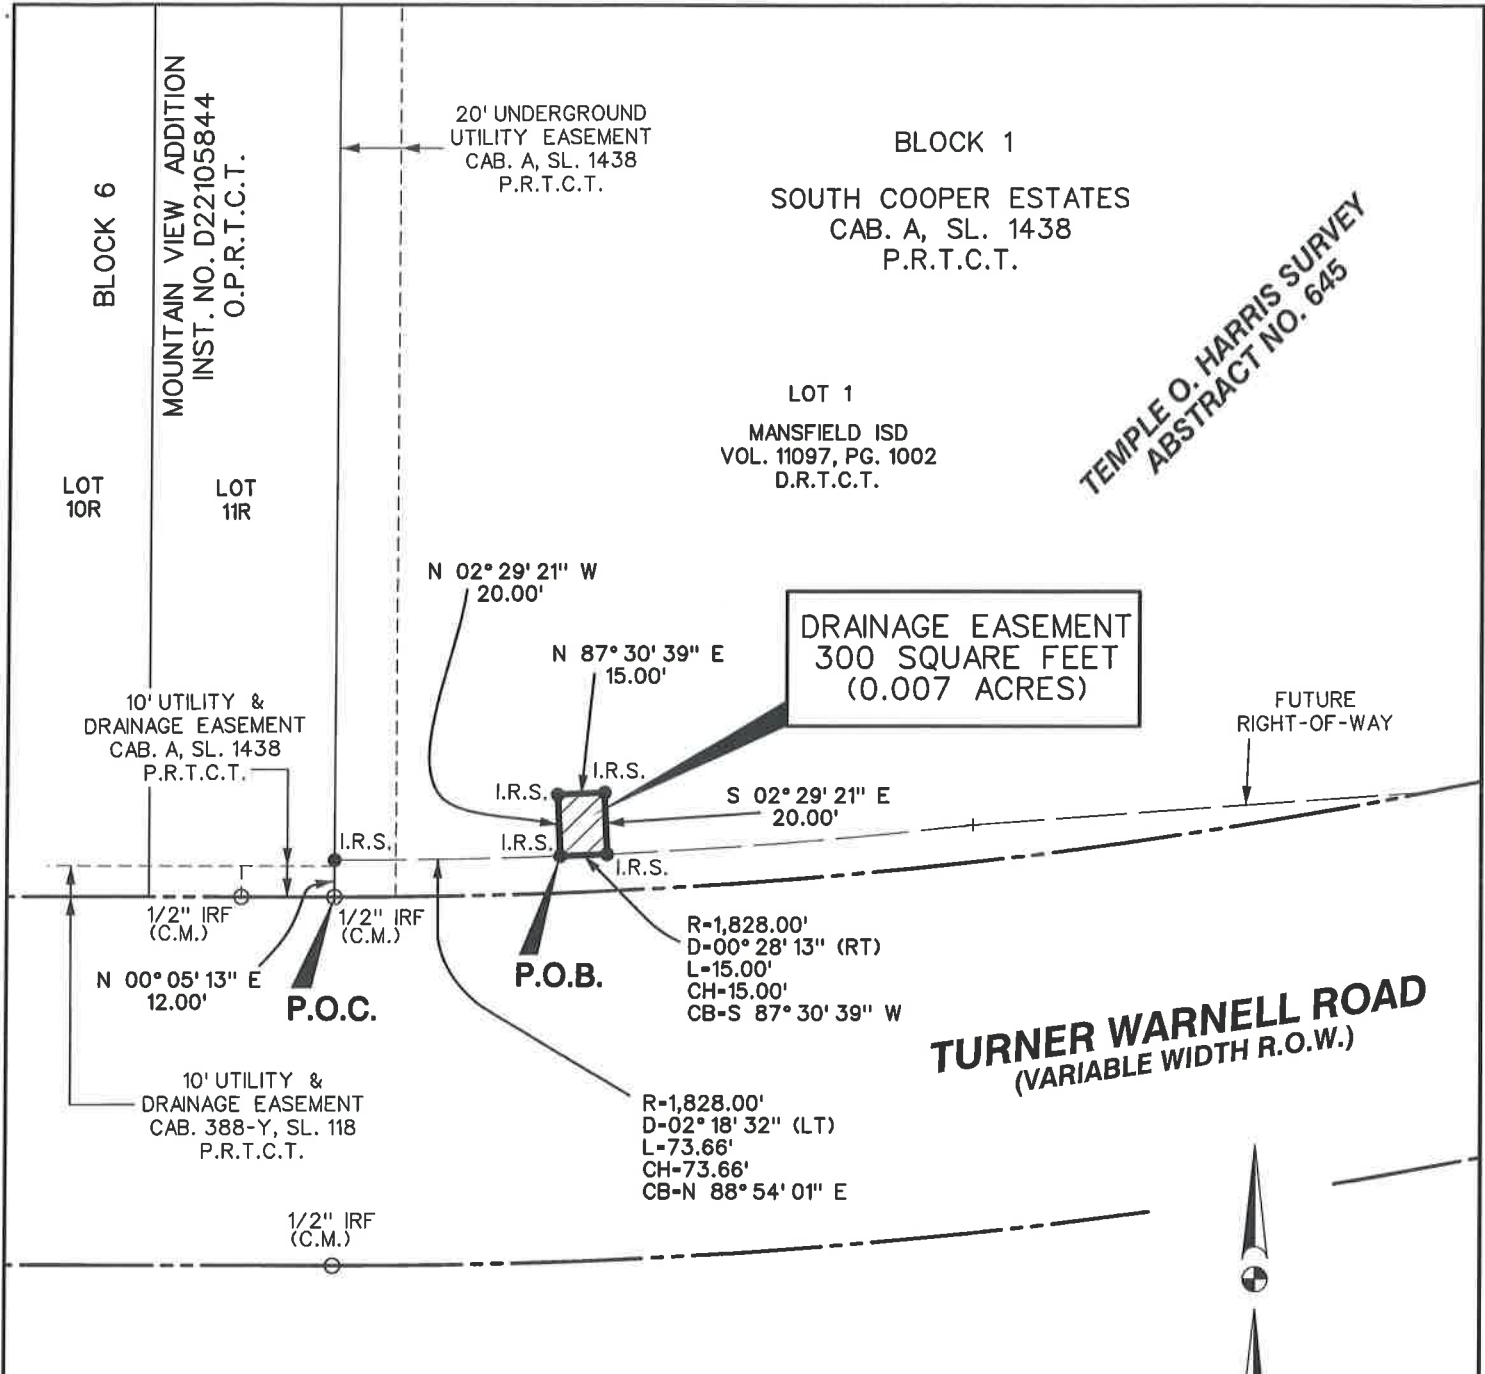 BLOCK 6
MOUNTAIN VIEW ADDITION
INST. NO. D22105844
O.P.R.T.C.T.
20' UNDERGROUND
UTILITY EASEMENT
CAB. A, SL. 1438
P.R.T.C.T.
BLOCK 1
SOUTH COOPER ESTATES
CAB. A, SL. 1438
P.R.T.C.T.
TEMPLE O. HARRIS SURVEY
ABSTRACT NO. 645
LOT 1
MANSFIELD ISD
VOL. 11097, PG. 1002
D.R.T.C.T.
LOT
10R
LOT
11R
N 02° 29' 21" W
20.00'
N 87° 30' 39" E
15.00'
DRAINAGE EASEMENT
300 SQUARE FEET
(0.007 ACRES)
FUTURE
RIGHT-OF-WAY
10' UTILITY &
DRAINAGE EASEMENT
CAB. A, SL. 1438
P.R.T.C.T.
I.R.S.
I.R.S.
S 02° 29' 21" E
20.00'
I.R.S.
I.R.S.
I.R.S.
1/2" IRF
(C.M.)
1/2" IRF
(C.M.)
N 00° 05' 13" E
12.00'
P.O.C.
P.O.B.
R=1,828.00'
D=00° 28' 13" (RT)
L=15.00'
CH=15.00'
CB=S 87° 30' 39" W
TURNER WARNELL ROAD
(VARIABLE WIDTH R.O.W.)
10' UTILITY &
DRAINAGE EASEMENT
CAB. 388-Y, SL. 118
P.R.T.C.T.
R=1,828.00'
D=02° 18' 32" (LT)
L=73.66'
CH=73.66'
CB=N 88° 54' 01" E
1/2" IRF
(C.M.)